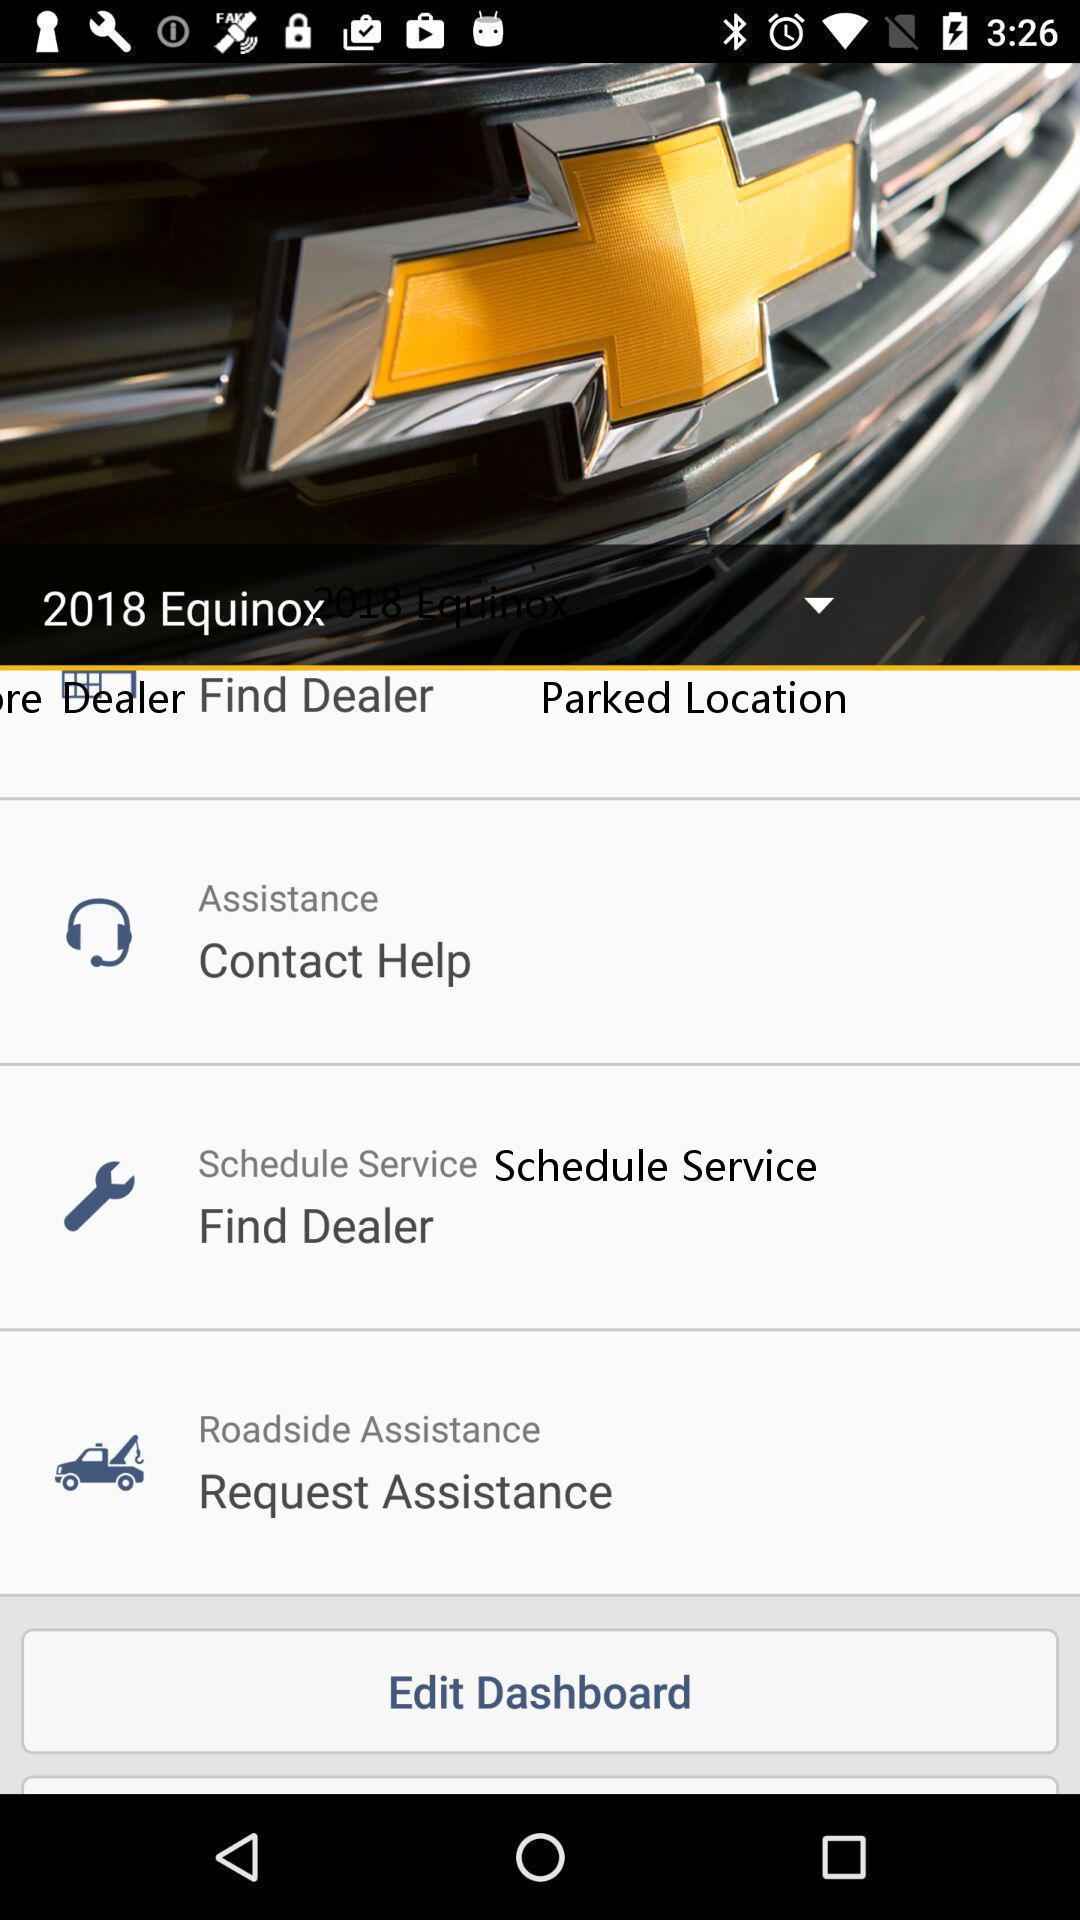 FAK 3:26
2018 Equinox 2018 Equinox
Dealer Find Dealer Parked Location
Assistance
Contact Help
Schedule Service Schedule Service
Find Dealer
Roadside Assistance
Request Assistance
Edit Dashboard